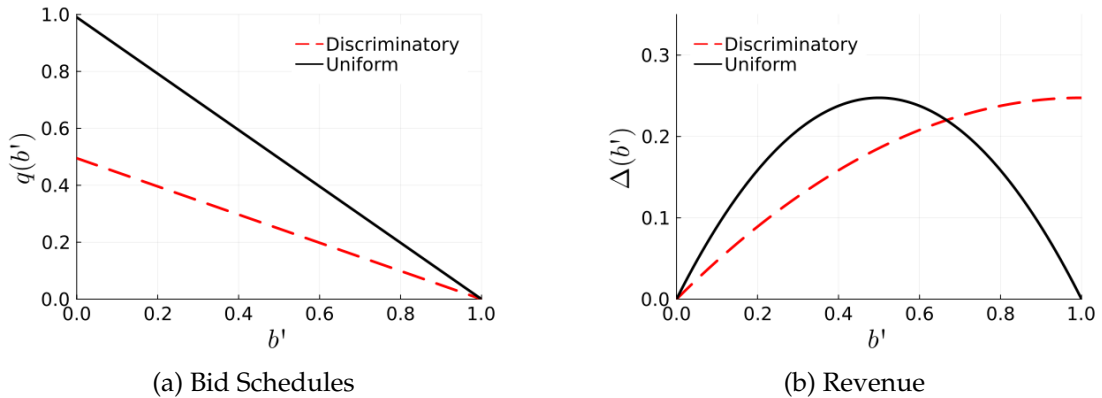 1.0
0.8
0.6
0.4
0.2
0.0
q(b')
Discriminatory
Uniform
0.0 0.2 0.4 0.6 0.8 1.0
b'
(a) Bid Schedules
0.3
0.2
0.1
0.0
Δ(b')
Discriminatory
Uniform
0.0 0.2 0.4 0.6 0.8 1.0
b'
(b) Revenue